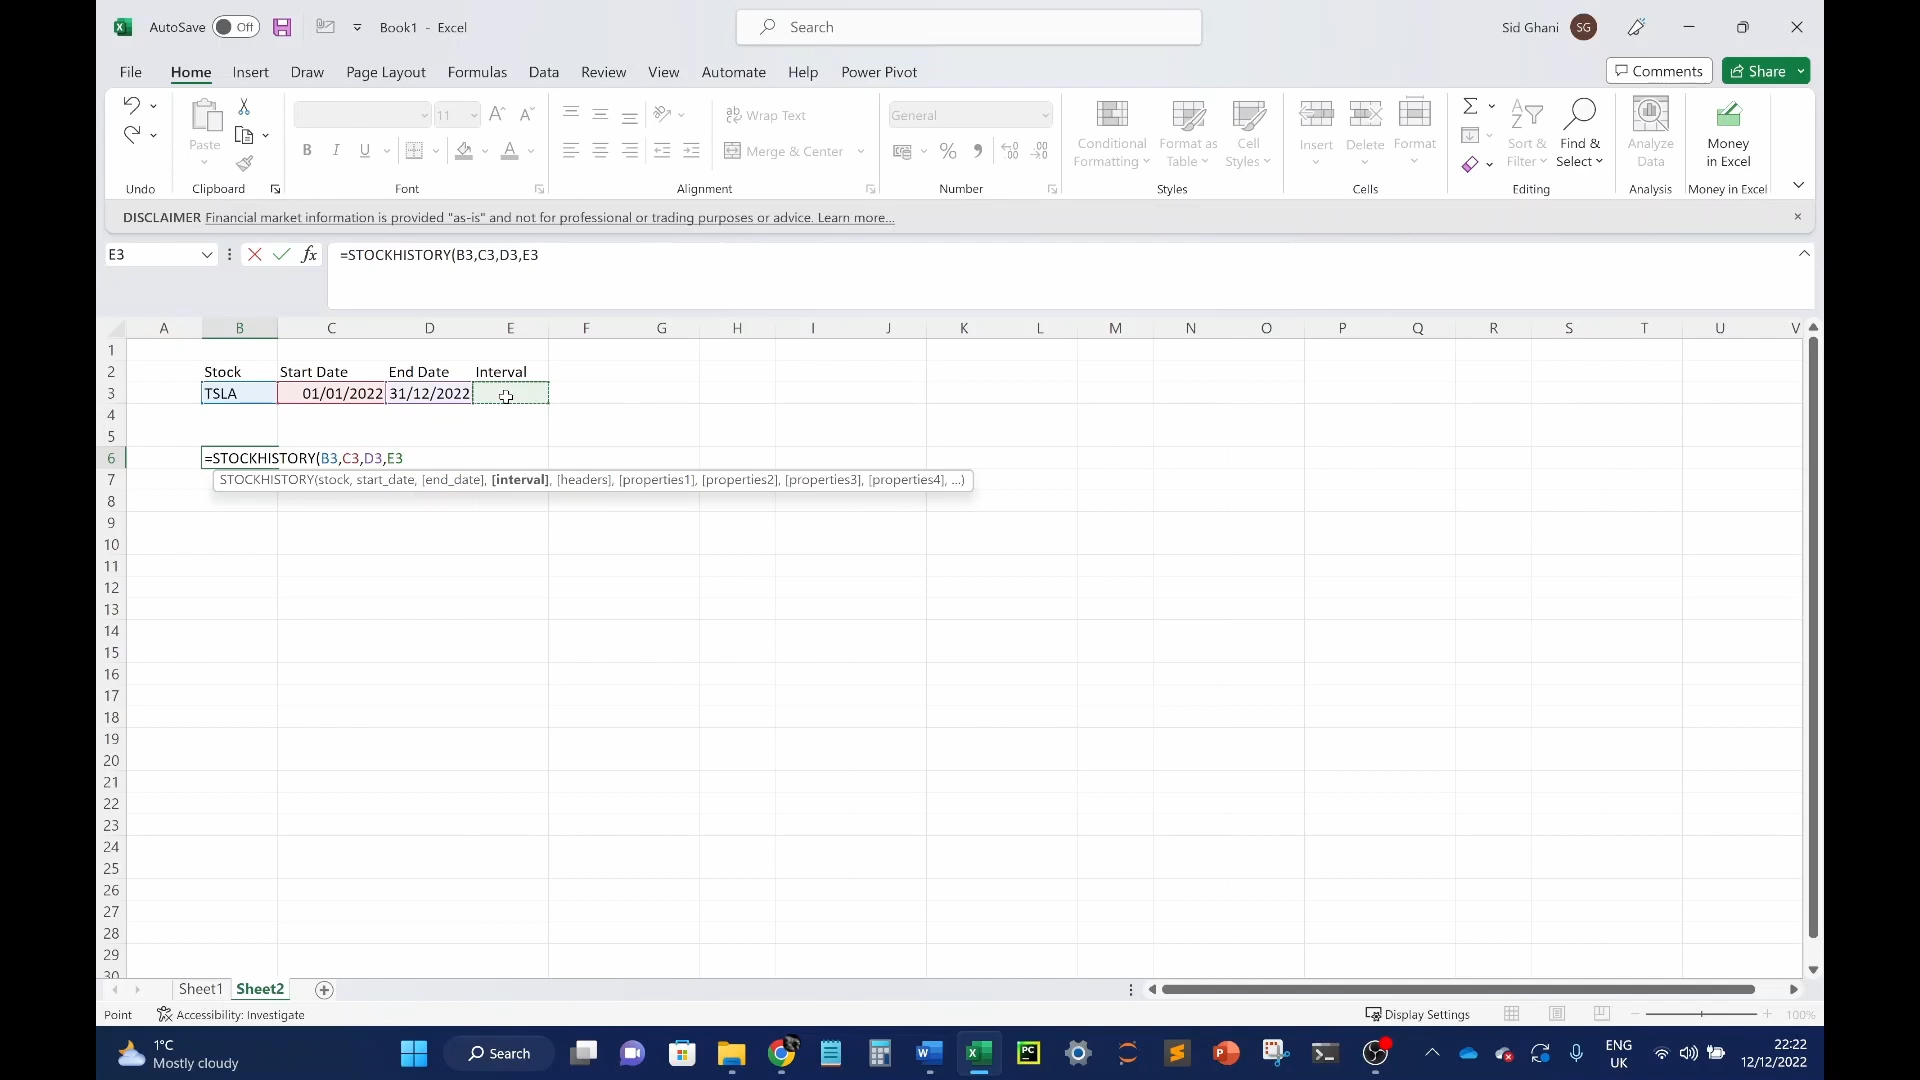 AutoSave Off Book1 - Excel Search Sid Ghani SG
File Home Insert Draw Page Layout Formulas Data Review View Automate Help Power Pivot Comments Share
11 Wrap Text General
Paste B I U Merge & Center % Conditional Formatting Format as Table Cell Styles Insert Delete Format Sort & Filter Find & Select Analyze Data Money in Excel
Undo Clipboard Font Alignment Number Styles Cells Editing Analysis Money in Excel
DISCLAIMER Financial market information is provided "as-is" and not for professional or trading purposes or advice. Learn more...
E3 fx =STOCKHISTORY(B3,C3,D3,E3
A B C D E F G H I J K L M N O P Q R S T U V
1
2 Stock Start Date End Date Interval
3 TSLA 01/01/2022 31/12/2022
4
5
6 =STOCKHISTORY(B3,C3,D3,E3
7 STOCKHISTORY(stock, start_date, [end_date], [interval], [headers], [properties1], [properties2], [properties3], [properties4], ...)
8
9
10
11
12
13
14
15
16
17
18
19
20
21
22
23
24
25
26
27
28
29
30
Sheet1 Sheet2
Point Accessibility: Investigate Display Settings 100%
1°C Search PC ENG 22:22
Mostly cloudy UK 12/12/2022